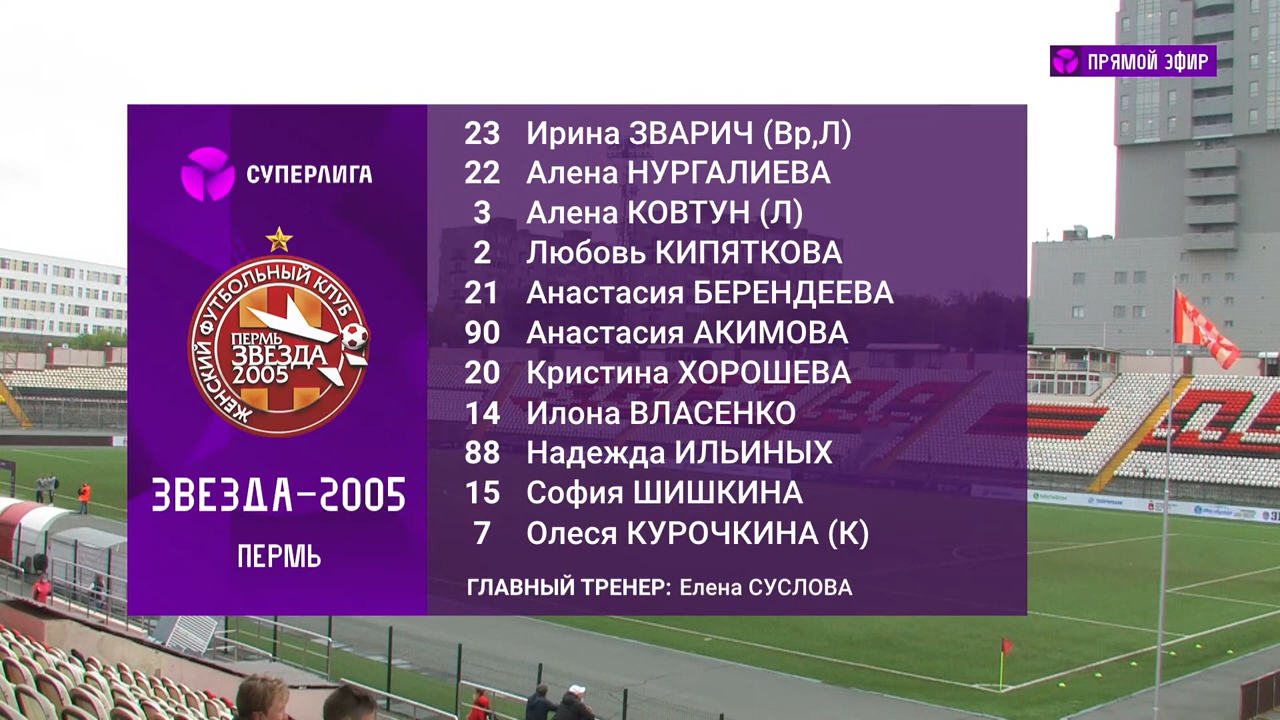 ПРЯМОЙ ЭФИР
СУПЕРЛИГА
ЖЕНСКИЙ ФУТБОЛЬНЫЙ КЛУБ
ПЕРМЬ
ЗВЕЗДА
2005
ЗВЕЗДА-2005
ПЕРМЬ
23 Ирина ЗВАРИЧ (Вр,Л)
22 Алена НУРГАЛИЕВА
3 Алена КОВТУН (Л)
2 Любовь КИПЯТКОВА
21 Анастасия БЕРЕНДЕЕВА
90 Анастасия АКИМОВА
20 Кристина ХОРОШЕВА
14 Илона ВЛАСЕНКО
88 Надежда ИЛЬИНЫХ
15 София ШИШКИНА
7 Олеся КУРОЧКИНА (К)
ГЛАВНЫЙ ТРЕНЕР: Елена СУСЛОВА